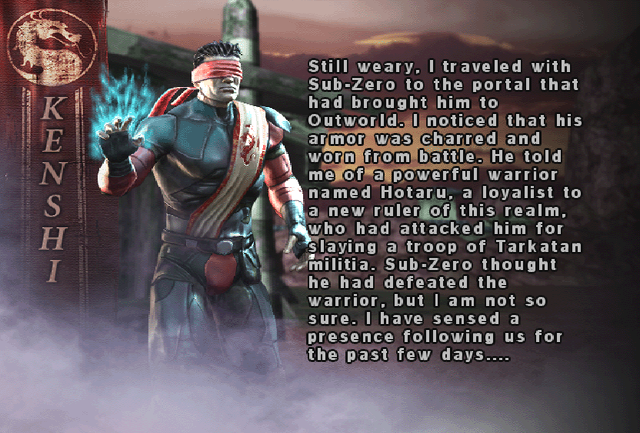 KENSHI
Still weary, I traveled with
Sub-Zero to the portal that
had brought him to
Outworld. I noticed that his
armor was charred and
worn from battle. He told
me of a powerful warrior
named Hotaru, a loyalist to
a new ruler of this realm,
who had attacked him for
slaying a troop of Tarkatan
militia. Sub-Zero thought
he had defeated the
warrior, but I am not so
sure. I have sensed a
presence following us for
the past few days....